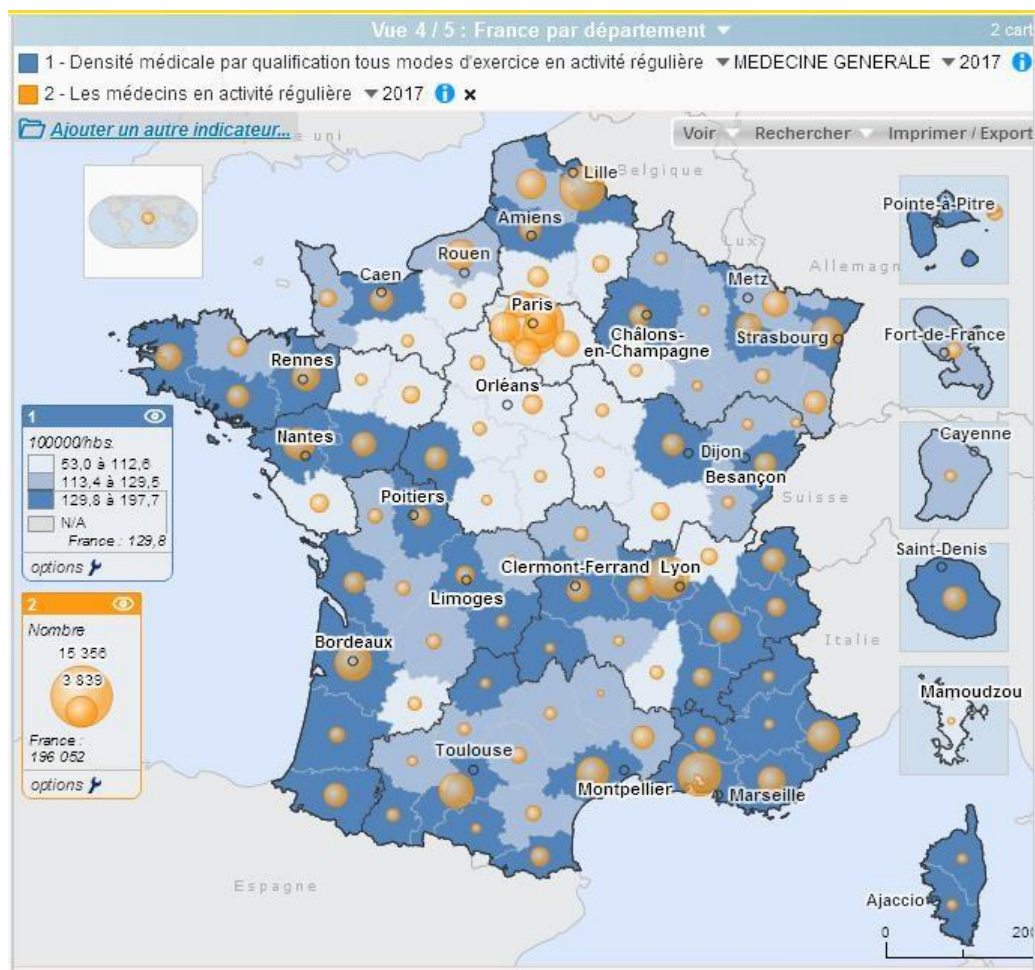 Vue 4 / 5 : France par département
2 cart
1 - Densité médicale par qualification tous modes d'exercice en activité régulière MEDECINE GENERALE 2017
2 - Les médecins en activité régulière 2017
Ajouter un autre indicateur...
Voir Rechercher Imprimer / Export
e uni
Belgique
Lille
Pointe-à-Pitre
Amiens
Lux.
Allemagn
Rouen
Caen
Metz
Paris
Châlons-
en-Champagne
Strasbourg
Fort-de-France
Rennes
Orléans
1
100000/hbs.
53,0 à 112,6
113,4 à 129,5
129,8 à 197,7
N/A
France : 129,8
options
Nantes
Dijon
Besançon
Cayenne
Poitiers
Suisse
Saint-Denis
Clermont-Ferrand
Lyon
Limoges
2
Nombre
15 356
3 839
France :
196 052
options
Bordeaux
Italie
Mamoudzou
Toulouse
Montpellier
Marseille
Espagne
Ajaccio
0
200